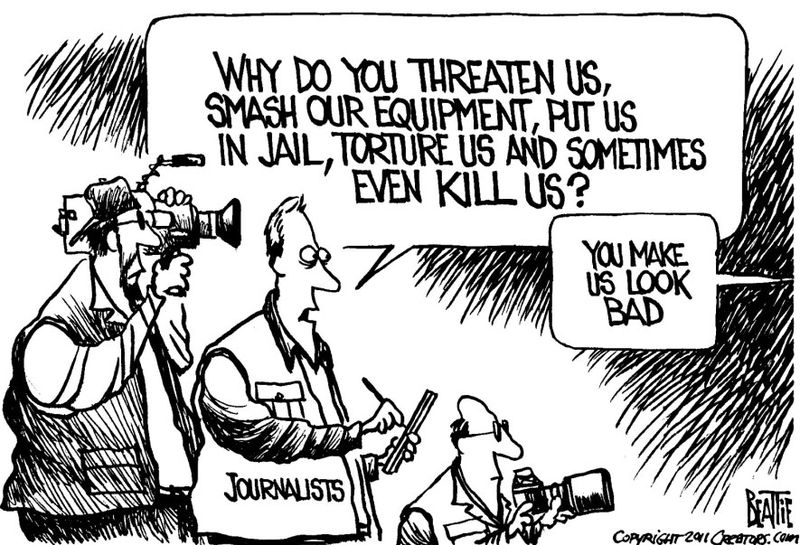 WHY DO YOU THREATEN US,
SMASH OUR EQUIPMENT, PUT US
IN JAIL, TORTURE US AND SOMETIMES
EVEN KILL US?
YOU MAKE
US LOOK
BAD
JOURNALISTS
BEATTIE
COPYRIGHT 2011 CREATORS.COM